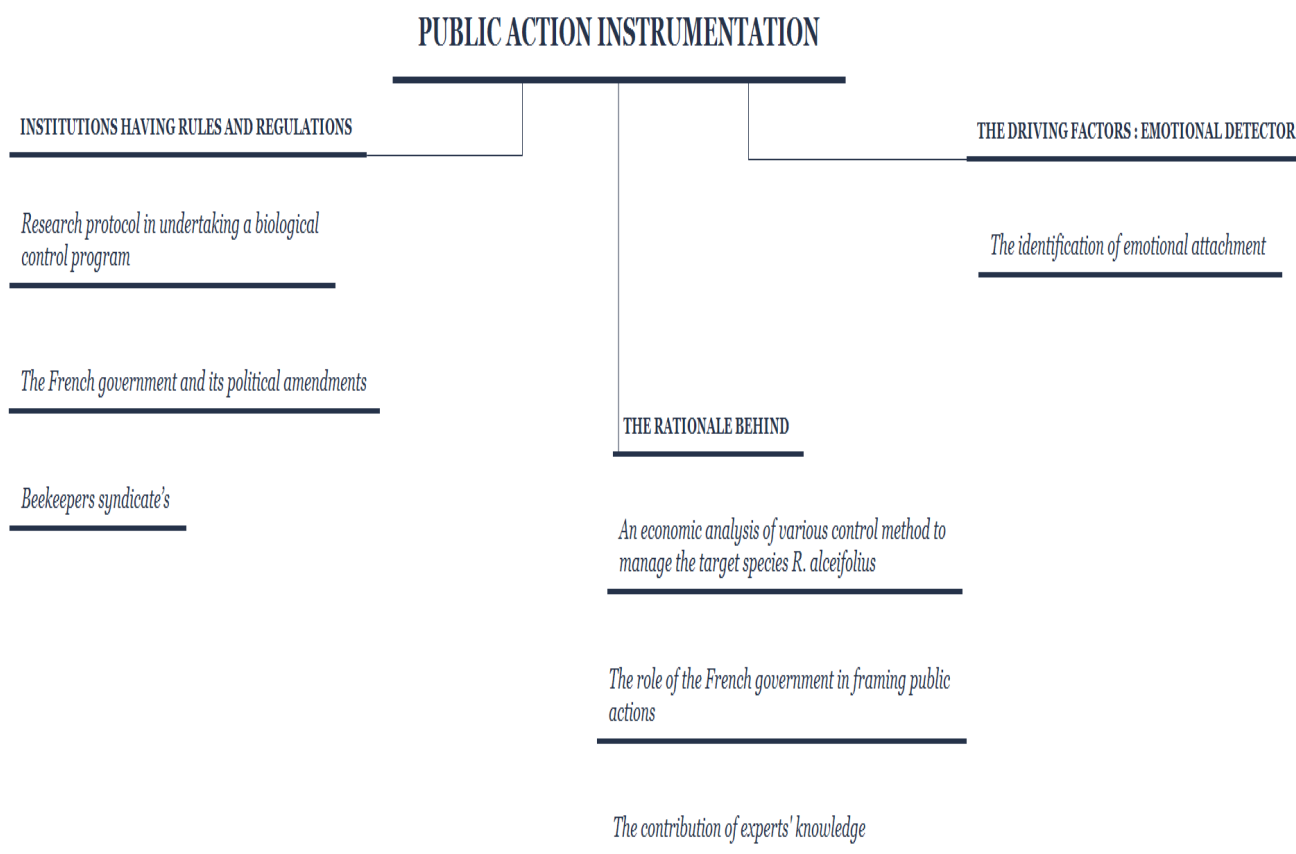 PUBLIC ACTION INSTRUMENTATION
INSTITUTIONS HAVING RULES AND REGULATIONS
Research protocol in undertaking a biological
control program
The French government and its political amendments
Beekeepers syndicate’s
THE RATIONALE BEHIND
An economic analysis of various control method to
manage the target species R. alceifolius
The role of the French government in framing public
actions
The contribution of experts' knowledge
THE DRIVING FACTORS : EMOTIONAL DETECTOR
The identification of emotional attachment